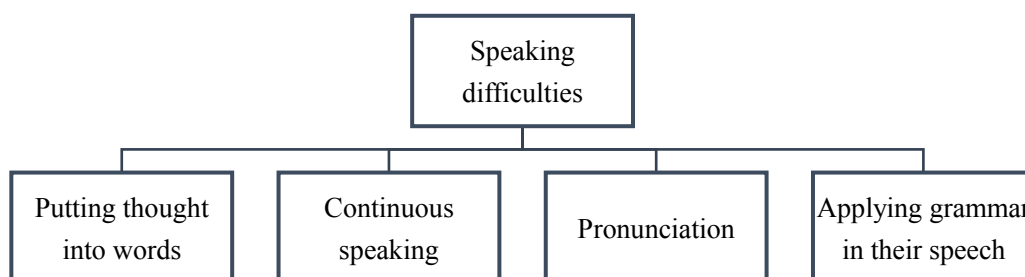 Speaking
difficulties
Putting thought
into words
Continuous
speaking
Pronunciation
Applying grammar
in their speech